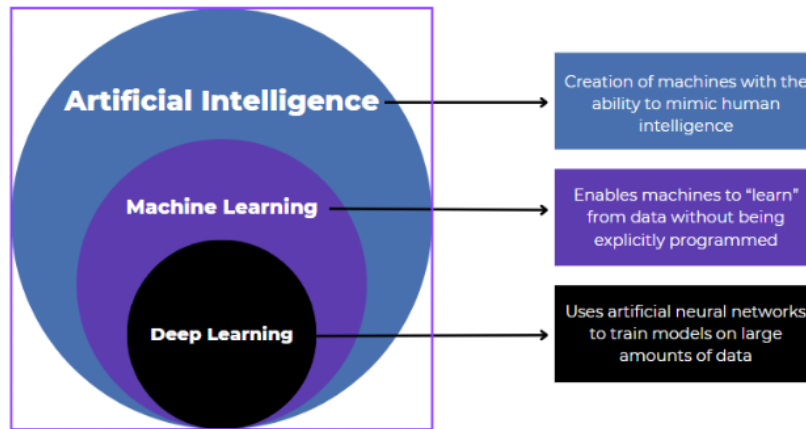 Artificial Intelligence
Creation of machines with the
ability to mimic human
intelligence
Machine Learning
Enables machines to “learn”
from data without being
explicitly programmed
Deep Learning
Uses artificial neural networks
to train models on large
amounts of data